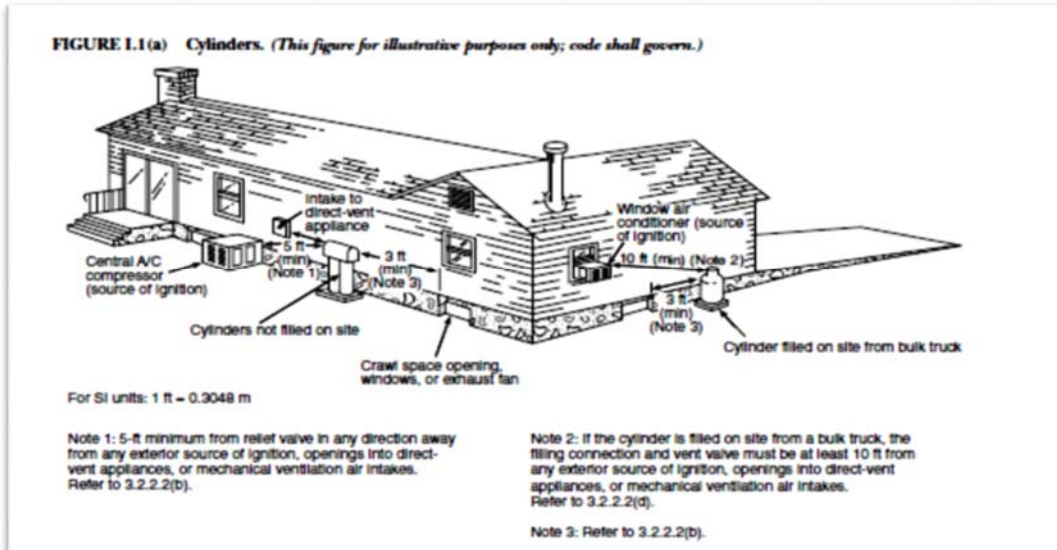 FIGURE I.1(a) Cylinders. (This figure for illustrative purposes only; code shall govern.)
Intake to
direct-vent
appliance
Window air
conditioner (source
of ignition)
5 ft
(min)
(Note 1)
3 ft
(min)
(Note 3)
10 ft (min) (Note 2)
Central A/C
compressor
(source of ignition)
3 ft
(min)
(Note 3)
Cylinders not filled on site
Cylinder filled on site from bulk truck
Crawl space opening,
windows, or exhaust fan
For SI units: 1 ft = 0.3048 m
Note 1: 5-ft minimum from relief valve in any direction away
from any exterior source of ignition, openings into direct-
vent appliances, or mechanical ventilation air intakes.
Refer to 3.2.2.2(b).
Note 2: If the cylinder is filled on site from a bulk truck, the
filling connection and vent valve must be at least 10 ft from
any exterior source of ignition, openings into direct-vent
appliances, or mechanical ventilation air intakes.
Refer to 3.2.2.2(d).
Note 3: Refer to 3.2.2.2(b).